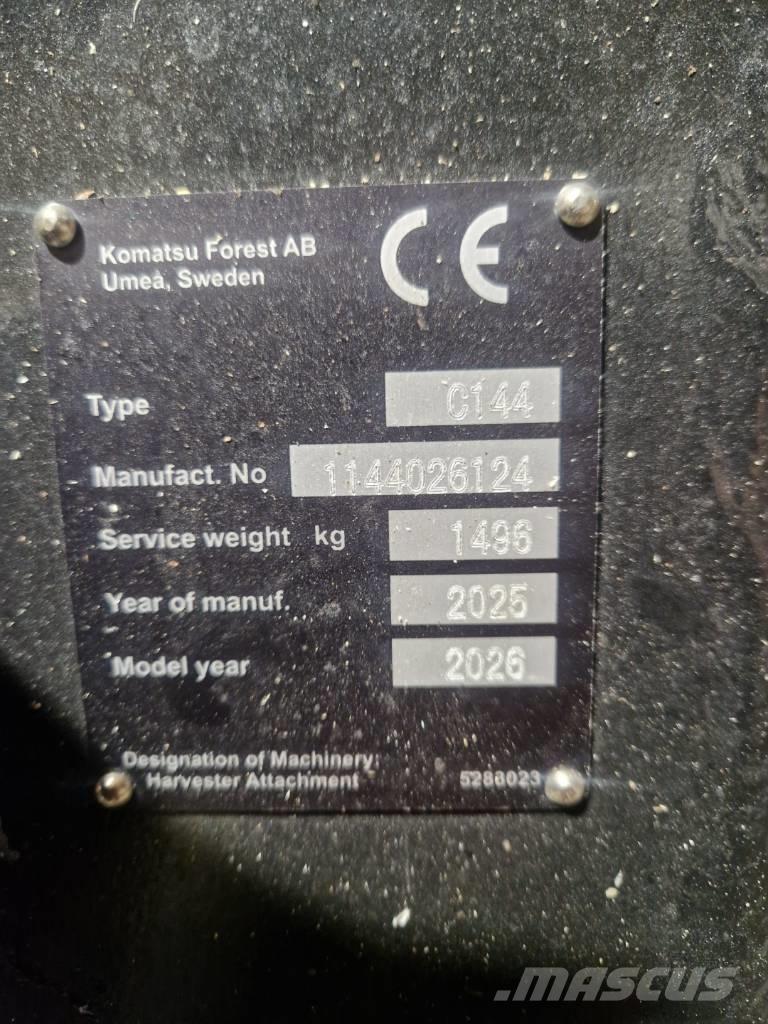 Komatsu Forest AB
Umeå, Sweden
CE
Type C144
Manufact. No 1144026124
Service weight kg 1496
Year of manuf. 2025
Model year 2026
Designation of Machinery;
Harvester Attachment 5288023
MASCUS